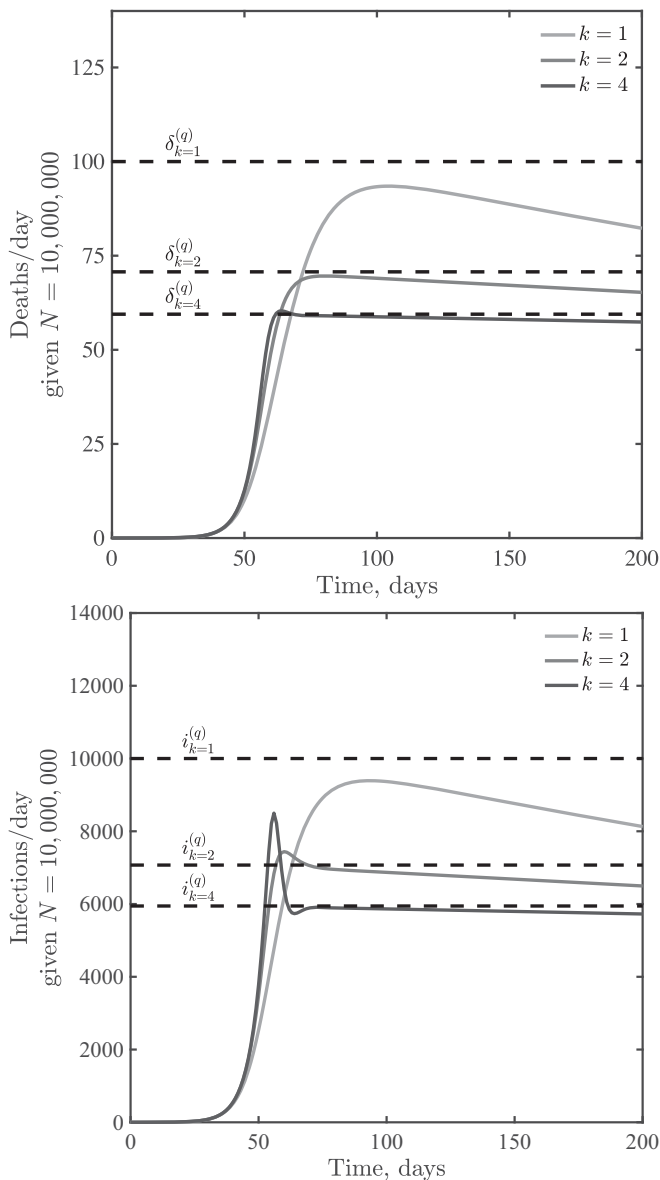 Deaths/day
given N = 10,000,000
125
100
75
50
25
0
k = 1
k = 2
k = 4
δ_{k=1}^{(q)}
δ_{k=2}^{(q)}
δ_{k=4}^{(q)}
0 50 100 150 200
Time, days
Infections/day
given N = 10,000,000
14000
12000
10000
8000
6000
4000
2000
0
k = 1
k = 2
k = 4
i_{k=1}^{(q)}
i_{k=2}^{(q)}
i_{k=4}^{(q)}
0 50 100 150 200
Time, days